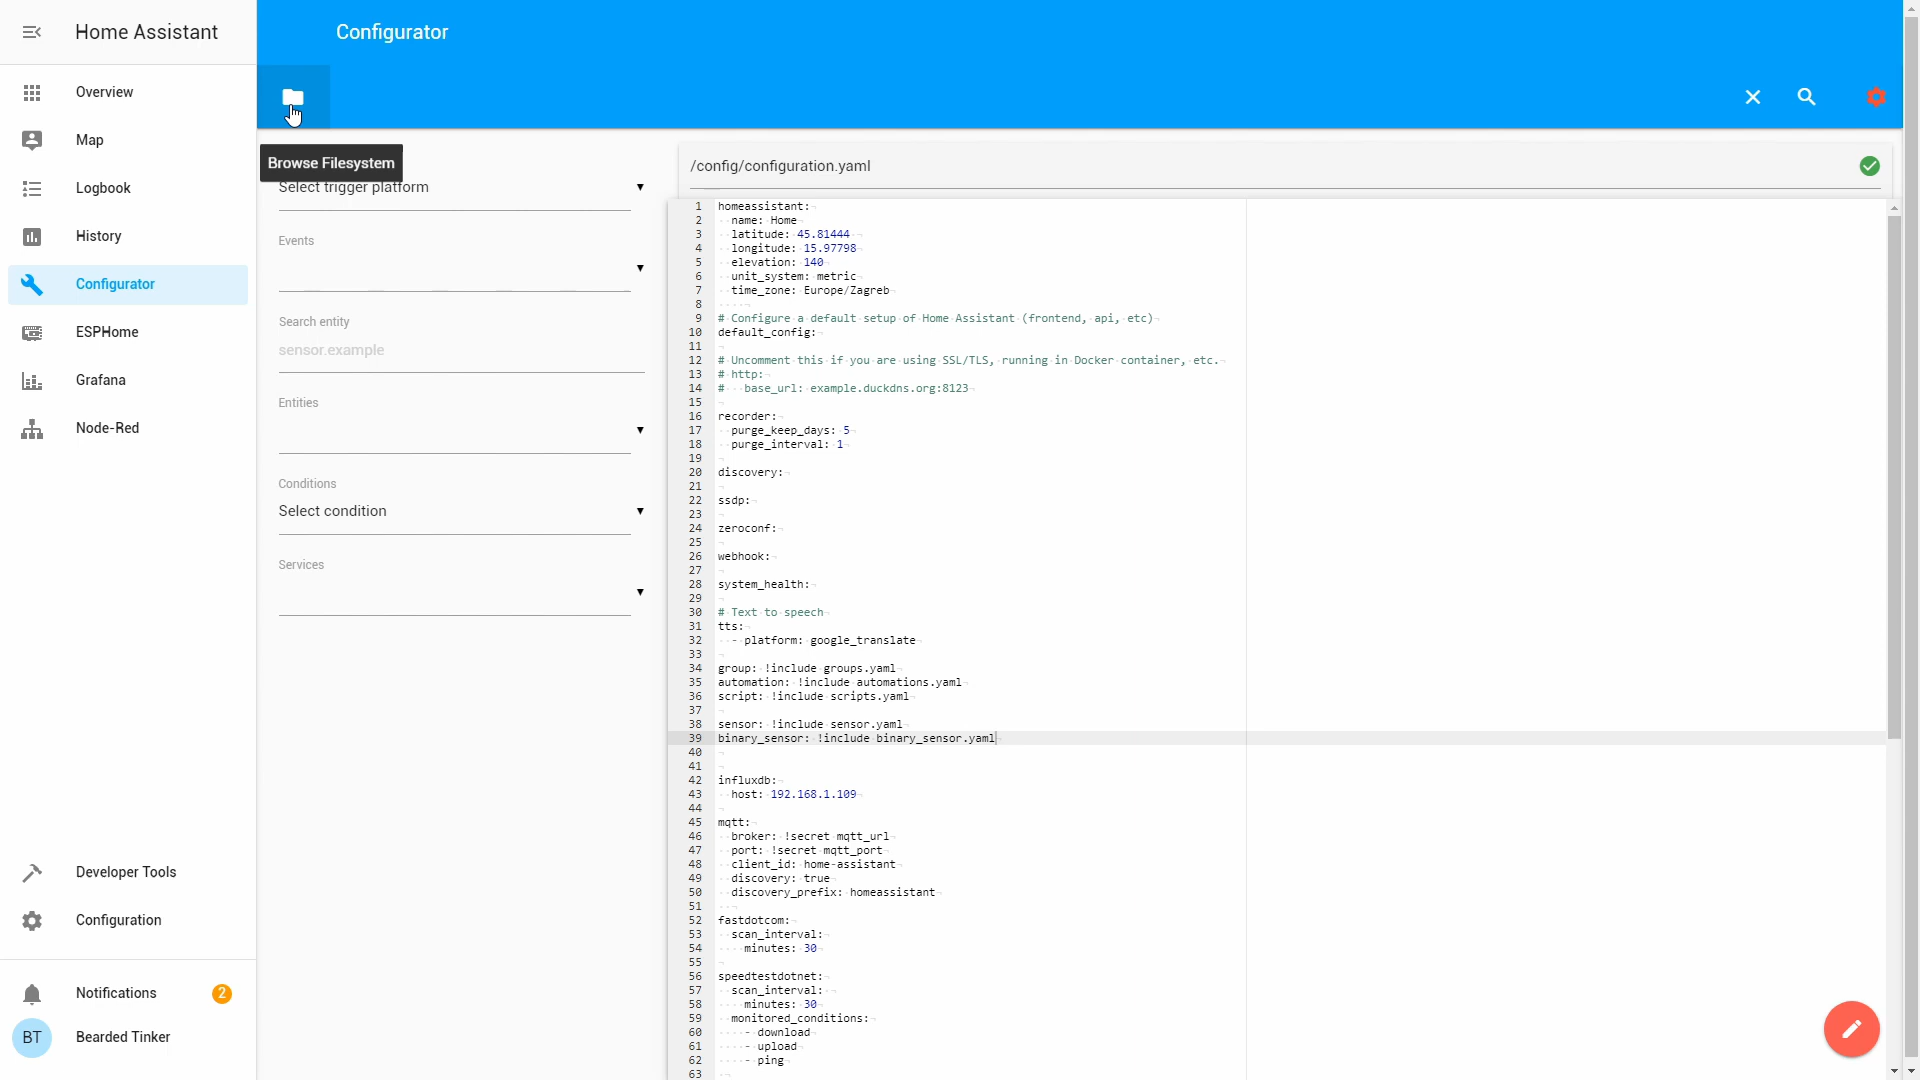 Home Assistant
Configurator
Overview
Map
Logbook
History
Configurator
ESPHome
Grafana
Node-Red
Developer Tools
Configuration
Notifications
2
BT
Bearded Tinker
Browse Filesystem
Select trigger platform
Events
Search entity
sensor.example
Entities
Conditions
Select condition
Services
/config/configuration.yaml
1 homeassistant:
2   name: Home
3   latitude: 45.81444
4   longitude: 15.97798
5   elevation: 140
6   unit_system: metric
7   time_zone: Europe/Zagreb
8
9 # Configure a default setup of Home Assistant (frontend, api, etc)
10 default_config:
11
12 # Uncomment this if you are using SSL/TLS, running in Docker container, etc.
13 # http:
14 #   base_url: example.duckdns.org:8123
15
16 recorder:
17   purge_keep_days: 5
18   purge_interval: 1
19
20 discovery:
21
22 ssdp:
23
24 zeroconf:
25
26 webhook:
27
28 system_health:
29
30 # Text to speech
31 tts:
32   - platform: google_translate
33
34 group: !include groups.yaml
35 automation: !include automations.yaml
36 script: !include scripts.yaml
37
38 sensor: !include sensor.yaml
39 binary_sensor: !include binary_sensor.yaml
40
41
42 influxdb:
43   host: 192.168.1.109
44
45 mqtt:
46   broker: !secret mqtt_url
47   port: !secret mqtt_port
48   client_id: home-assistant
49   discovery: true
50   discovery_prefix: homeassistant
51
52 fastdotcom:
53   scan_interval:
54     minutes: 30
55
56 speedtestdotnet:
57   scan_interval:
58     minutes: 30
59   monitored_conditions:
60     - download
61     - upload
62     - ping
63